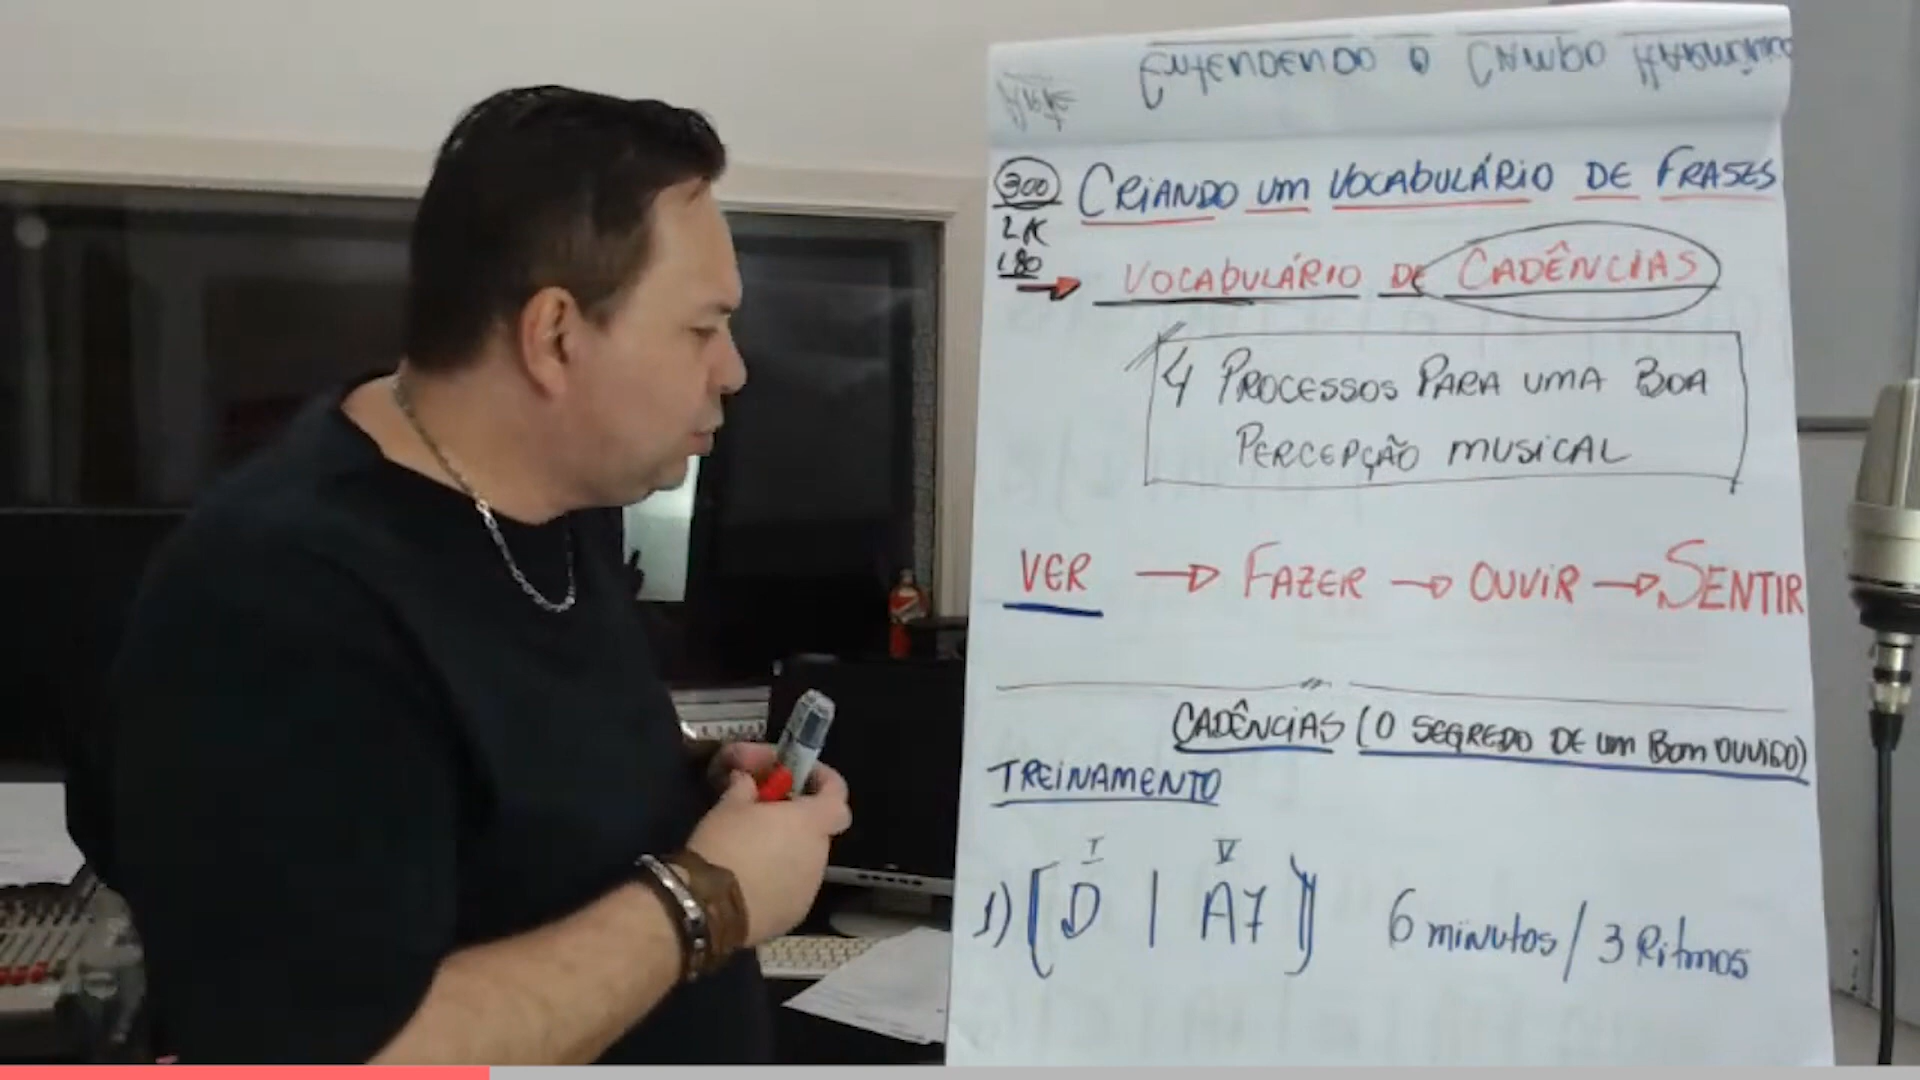 Entendendo o Campo Harmônico
300 Criando um Vocabulário de Frases
2K
180
Vocabulário de Cadências
4 Processos Para uma Boa
Percepção musical
VER → Fazer → Ouvir → Sentir
Cadências (O segredo de um Bom ouvido)
Treinamento
I V
1) [ D | A7 ] 6 minutos / 3 Ritmos